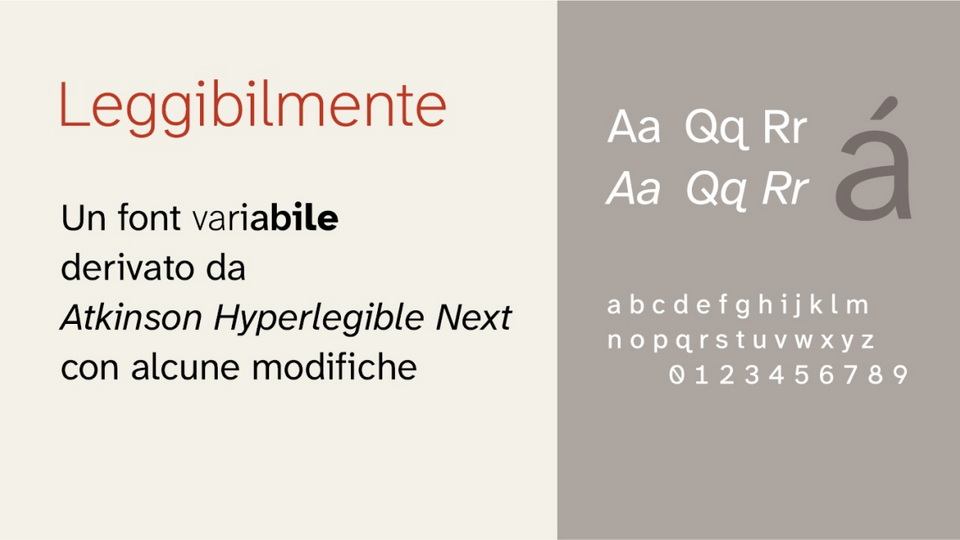 Leggibilmente
Un font variabile
derivato da
Atkinson Hyperlegible Next
con alcune modifiche
Aa Qq Rr
Aa Qq Rr
á
a b c d e f g h i j k l m
n o p q r s t u v w x y z
0 1 2 3 4 5 6 7 8 9